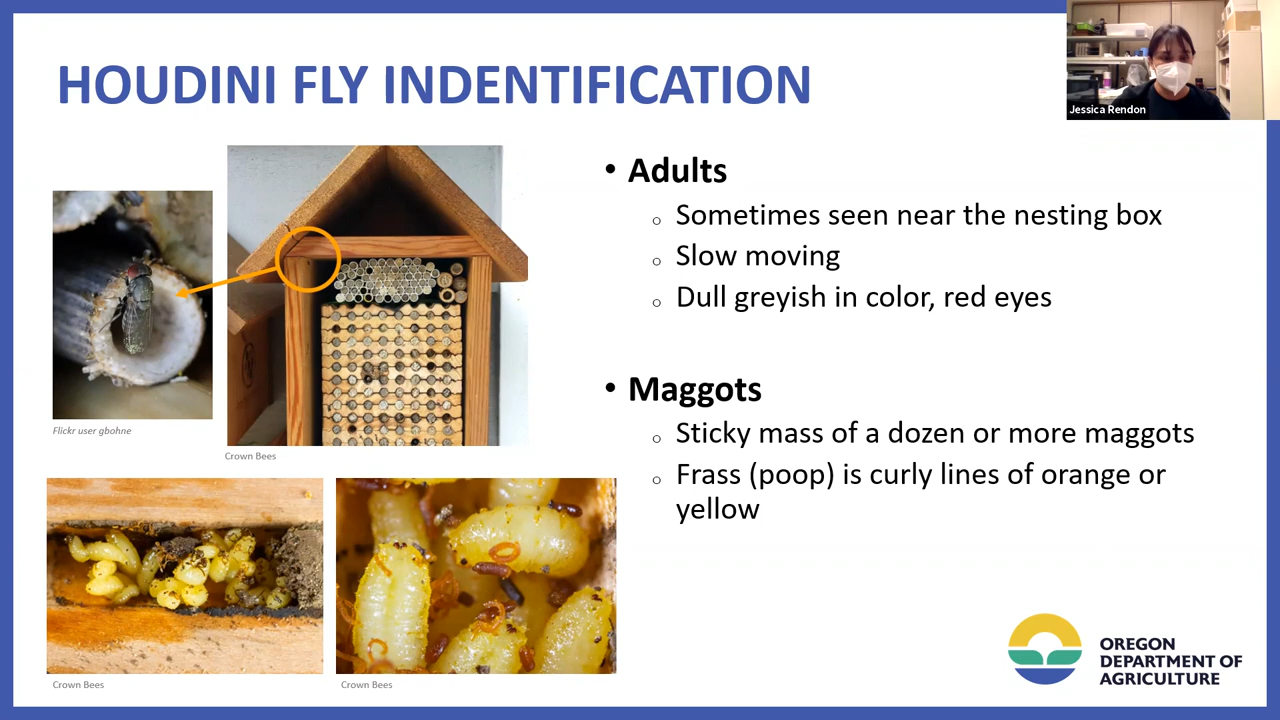 HOUDINI FLY INDENTIFICATION
Jessica Rendon
• Adults
o Sometimes seen near the nesting box
o Slow moving
o Dull greyish in color, red eyes
• Maggots
o Sticky mass of a dozen or more maggots
o Frass (poop) is curly lines of orange or
yellow
Flickr user gbohne
Crown Bees
Crown Bees
Crown Bees
OREGON
DEPARTMENT OF
AGRICULTURE